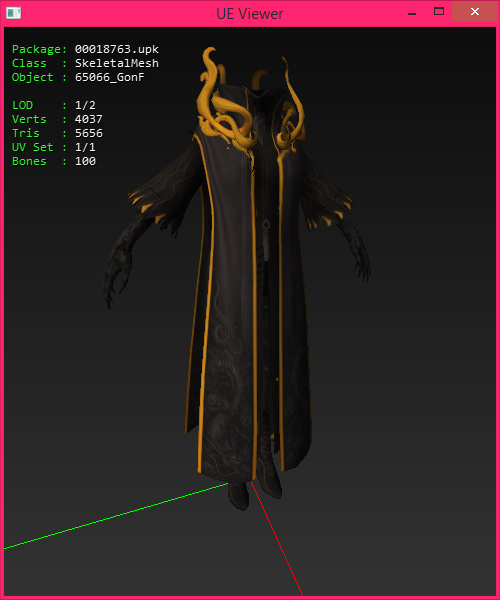 UE Viewer
Package: 00018763.upk
Class  : SkeletalMesh
Object : 65066_GonF
LOD    : 1/2
Verts  : 4037
Tris   : 5656
UV Set : 1/1
Bones  : 100